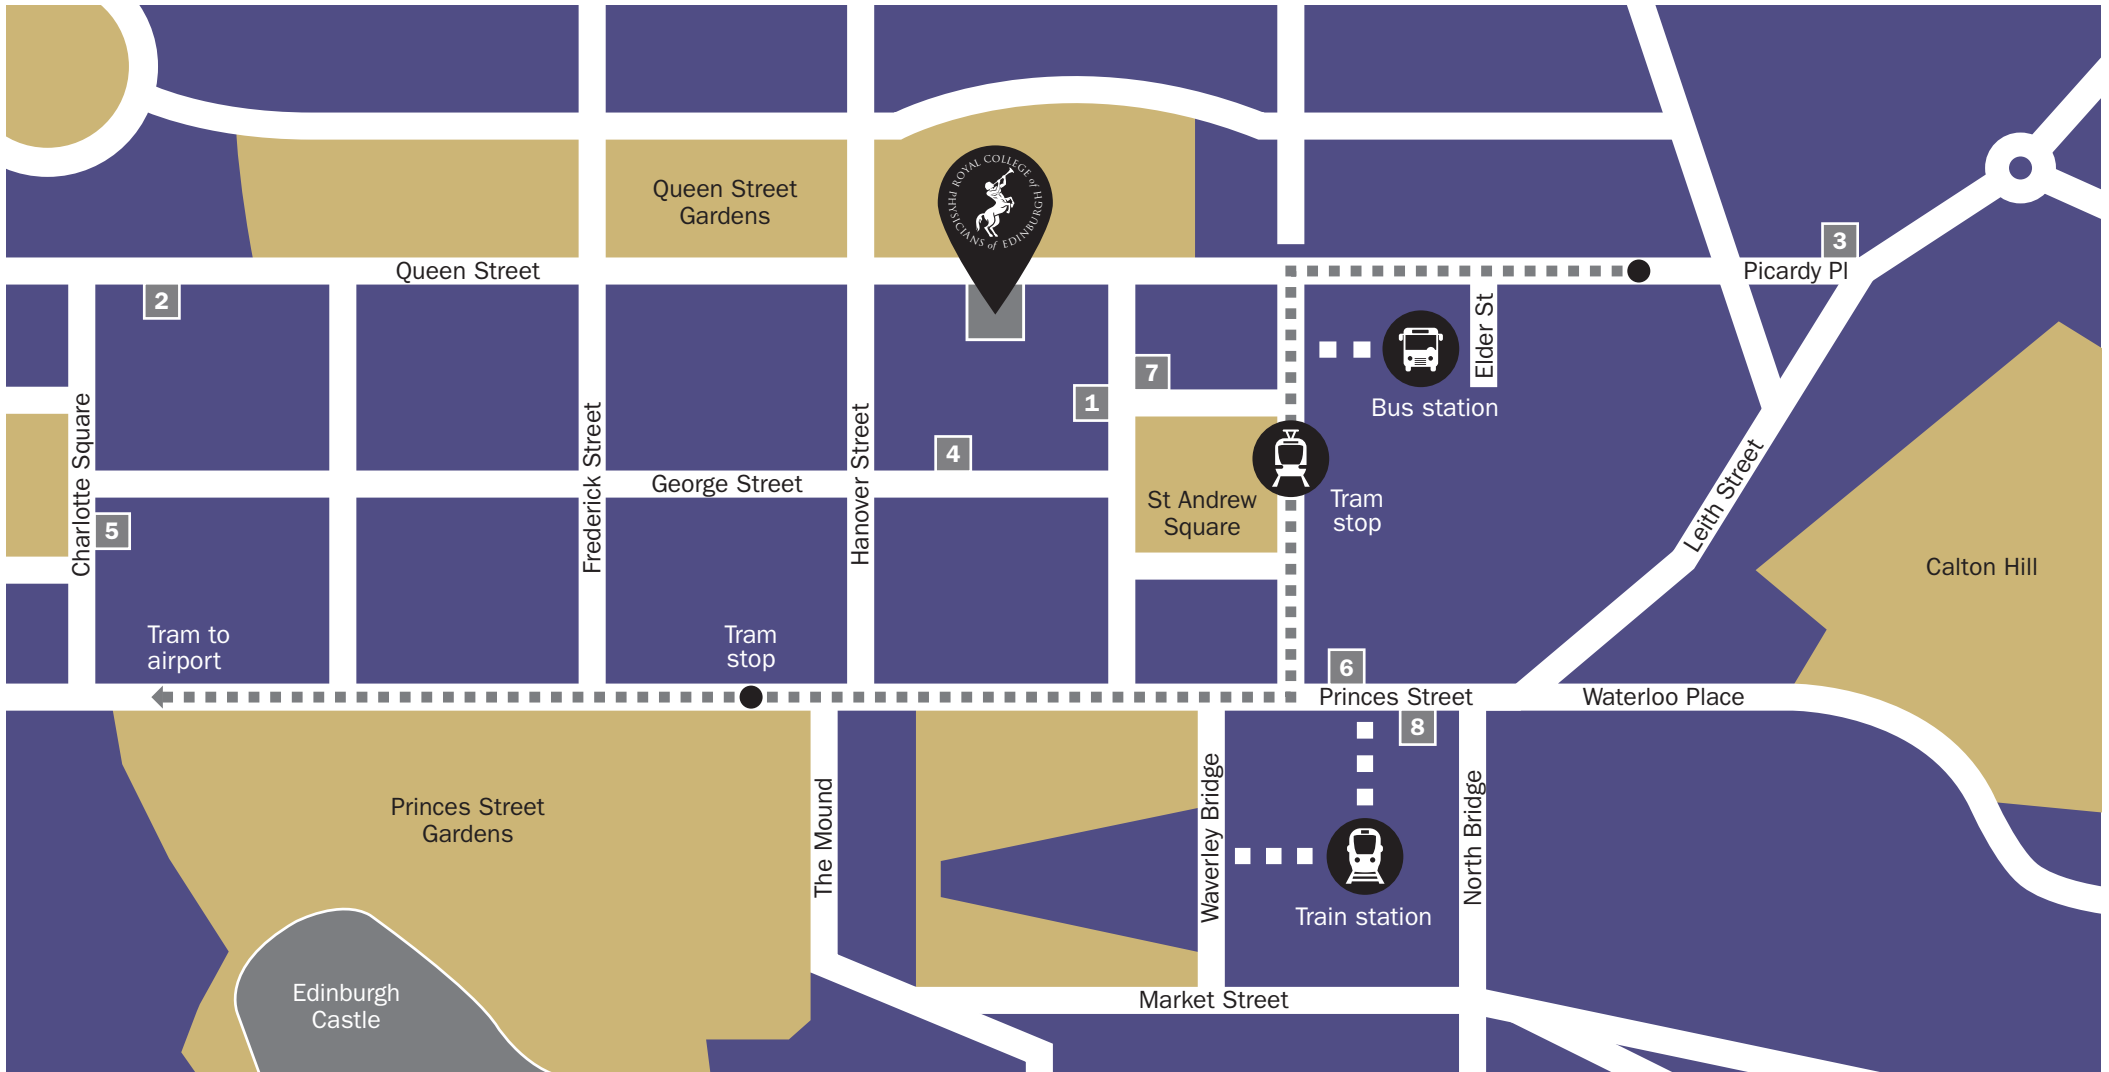 ROYAL COLLEGE of
PHYSICIANS of EDINBURGH
Queen Street
Gardens
3
Queen Street
Picardy Pl
2
Elder St
7
1
Bus station
Charlotte Square
Frederick Street
Hanover Street
4
George Street
St Andrew
Square
Tram
stop
Leith Street
5
Calton Hill
Tram to
airport
Tram
stop
6
Princes Street
Waterloo Place
8
Princes Street
Gardens
The Mound
Waverley Bridge
North Bridge
Train station
Edinburgh
Castle
Market Street